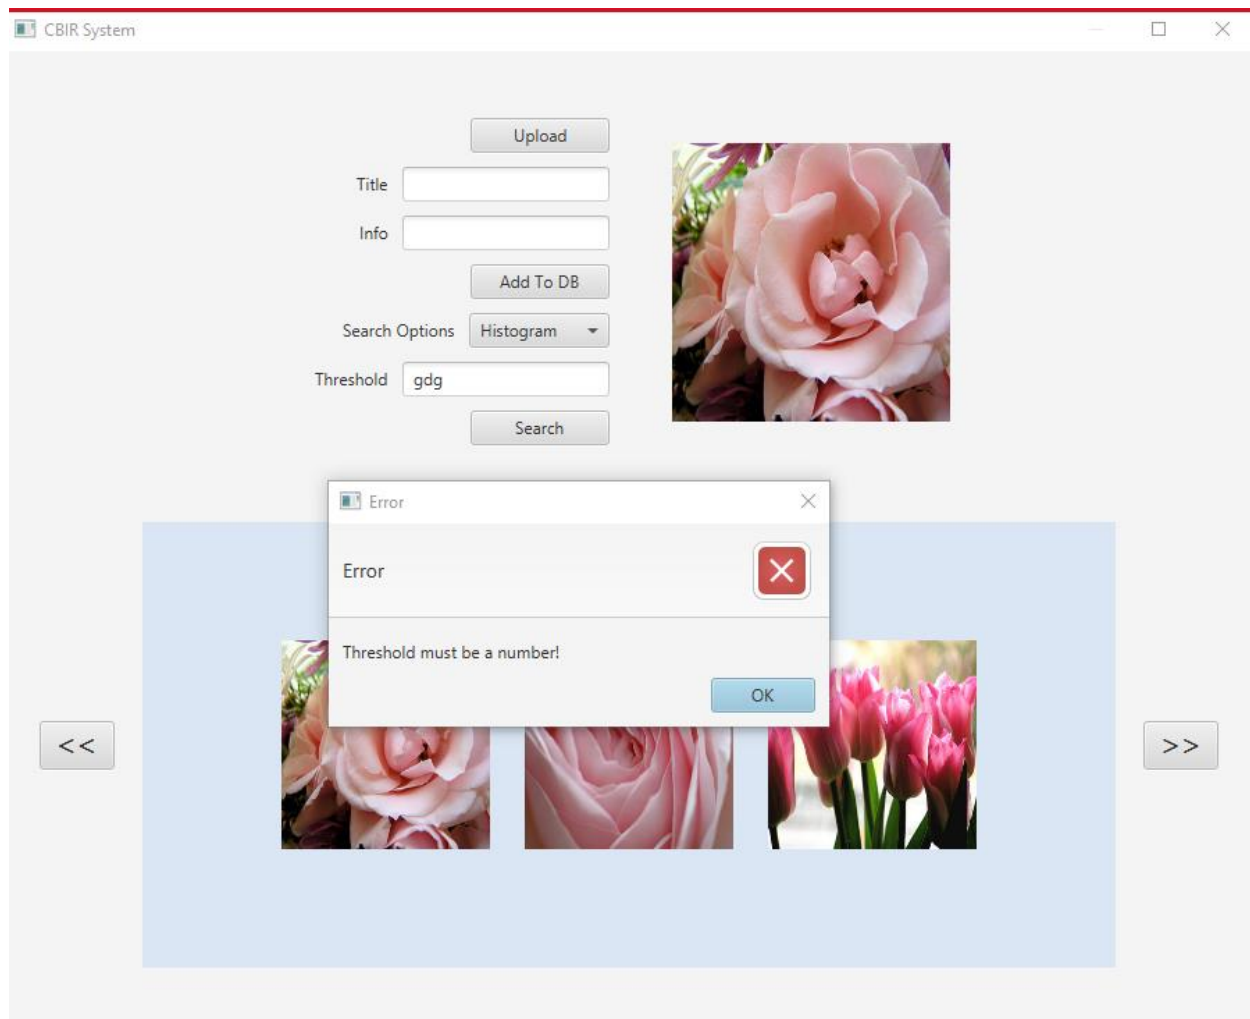 CBIR System
Upload
Title
Info
Add To DB
Search Options Histogram
Threshold gdg
Search
Error
Error
Threshold must be a number!
OK
<<
>>